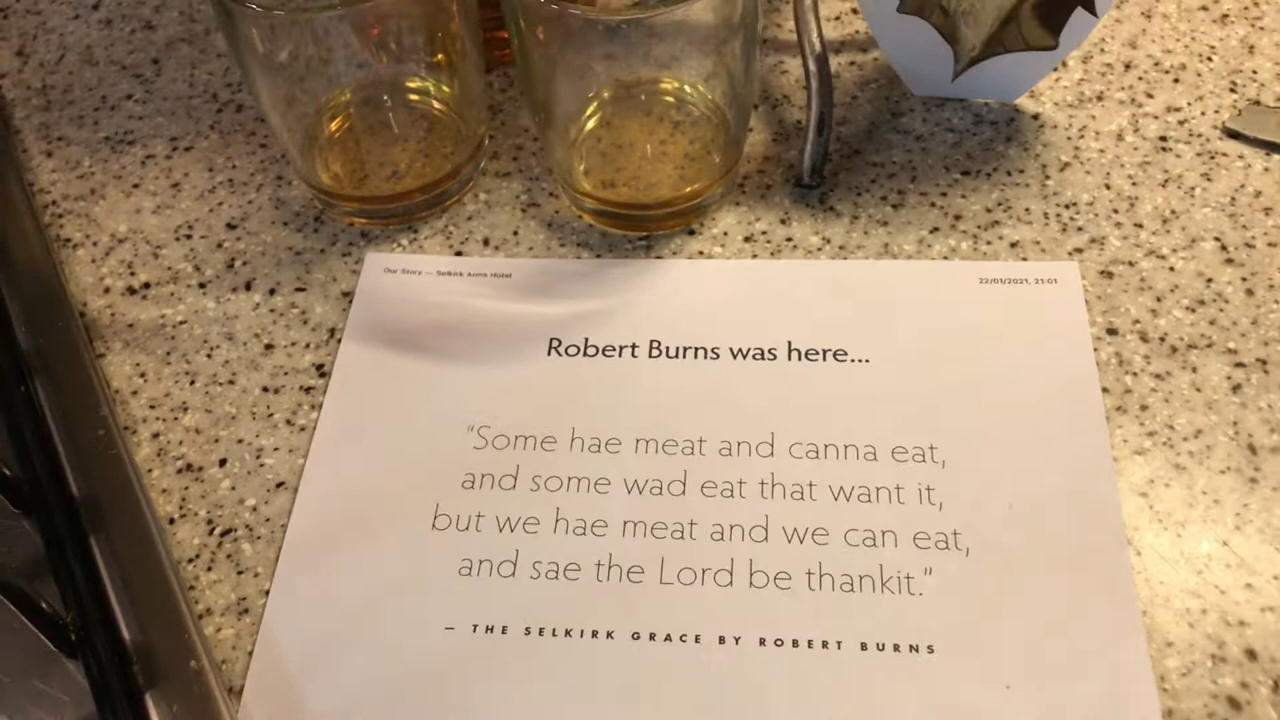 Our Story — Selkirk Arms Hotel
22/01/2021, 21:01
Robert Burns was here...
"Some hae meat and canna eat,
and some wad eat that want it,
but we hae meat and we can eat,
and sae the Lord be thankit."
— THE SELKIRK GRACE BY ROBERT BURNS